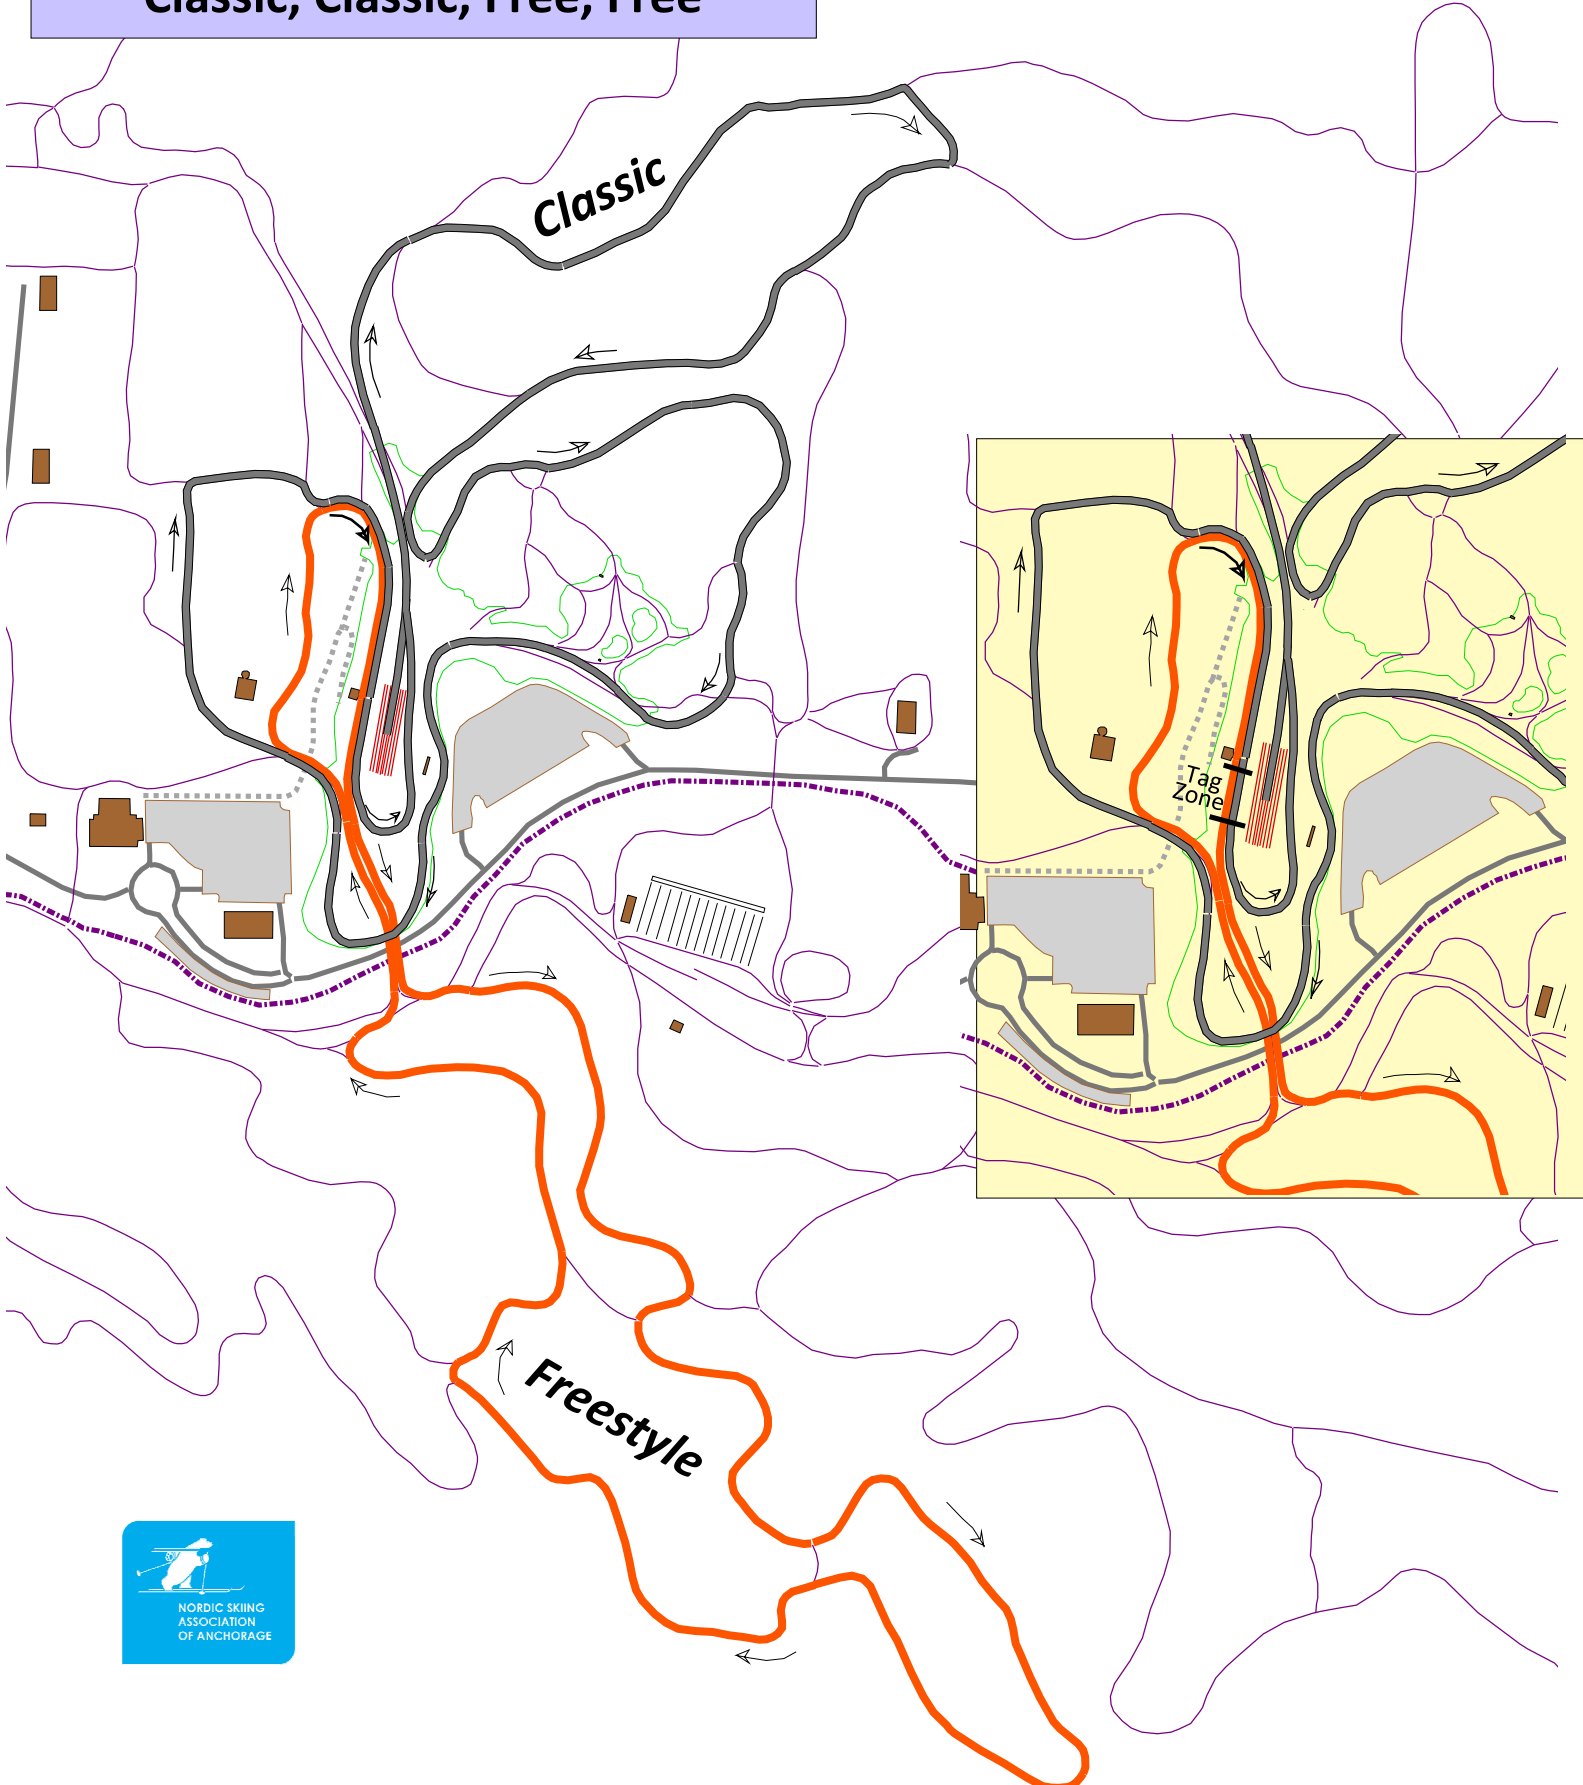 Classic, Classic, Free, Free
Classic
Tag
Zone
Freestyle
NORDIC SKIING
ASSOCIATION
OF ANCHORAGE